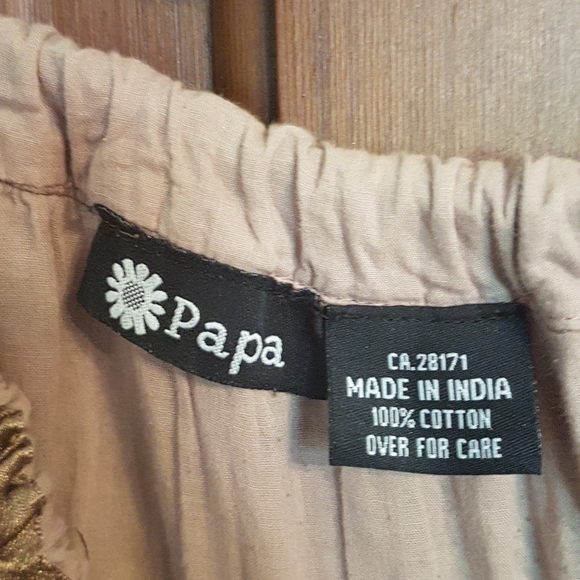 Papa
CA.28171
MADE IN INDIA
100% COTTON
OVER FOR CARE